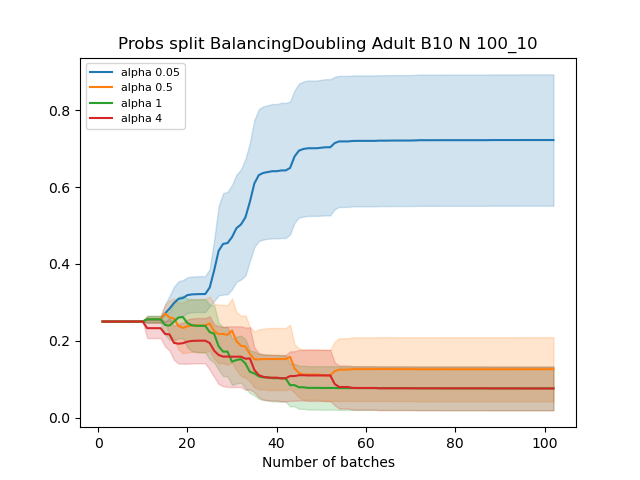 Probs split BalancingDoubling Adult B10 N 100_10
alpha 0.05
alpha 0.5
alpha 1
alpha 4
0.8
0.6
0.4
0.2
0.0
0 20 40 60 80 100
Number of batches